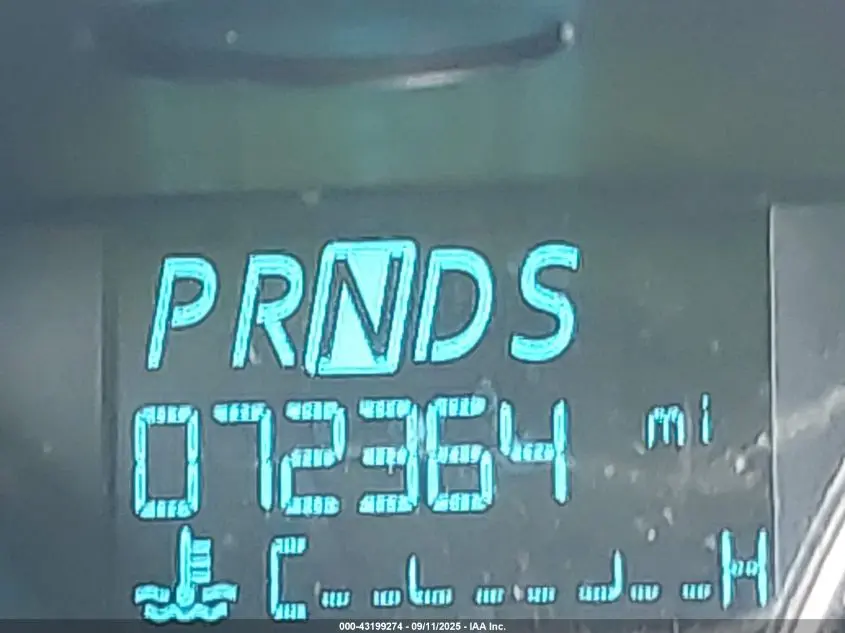 PRNDS
072364 mi
C H
000-43199274 - 09/11/2025 - IAA Inc.